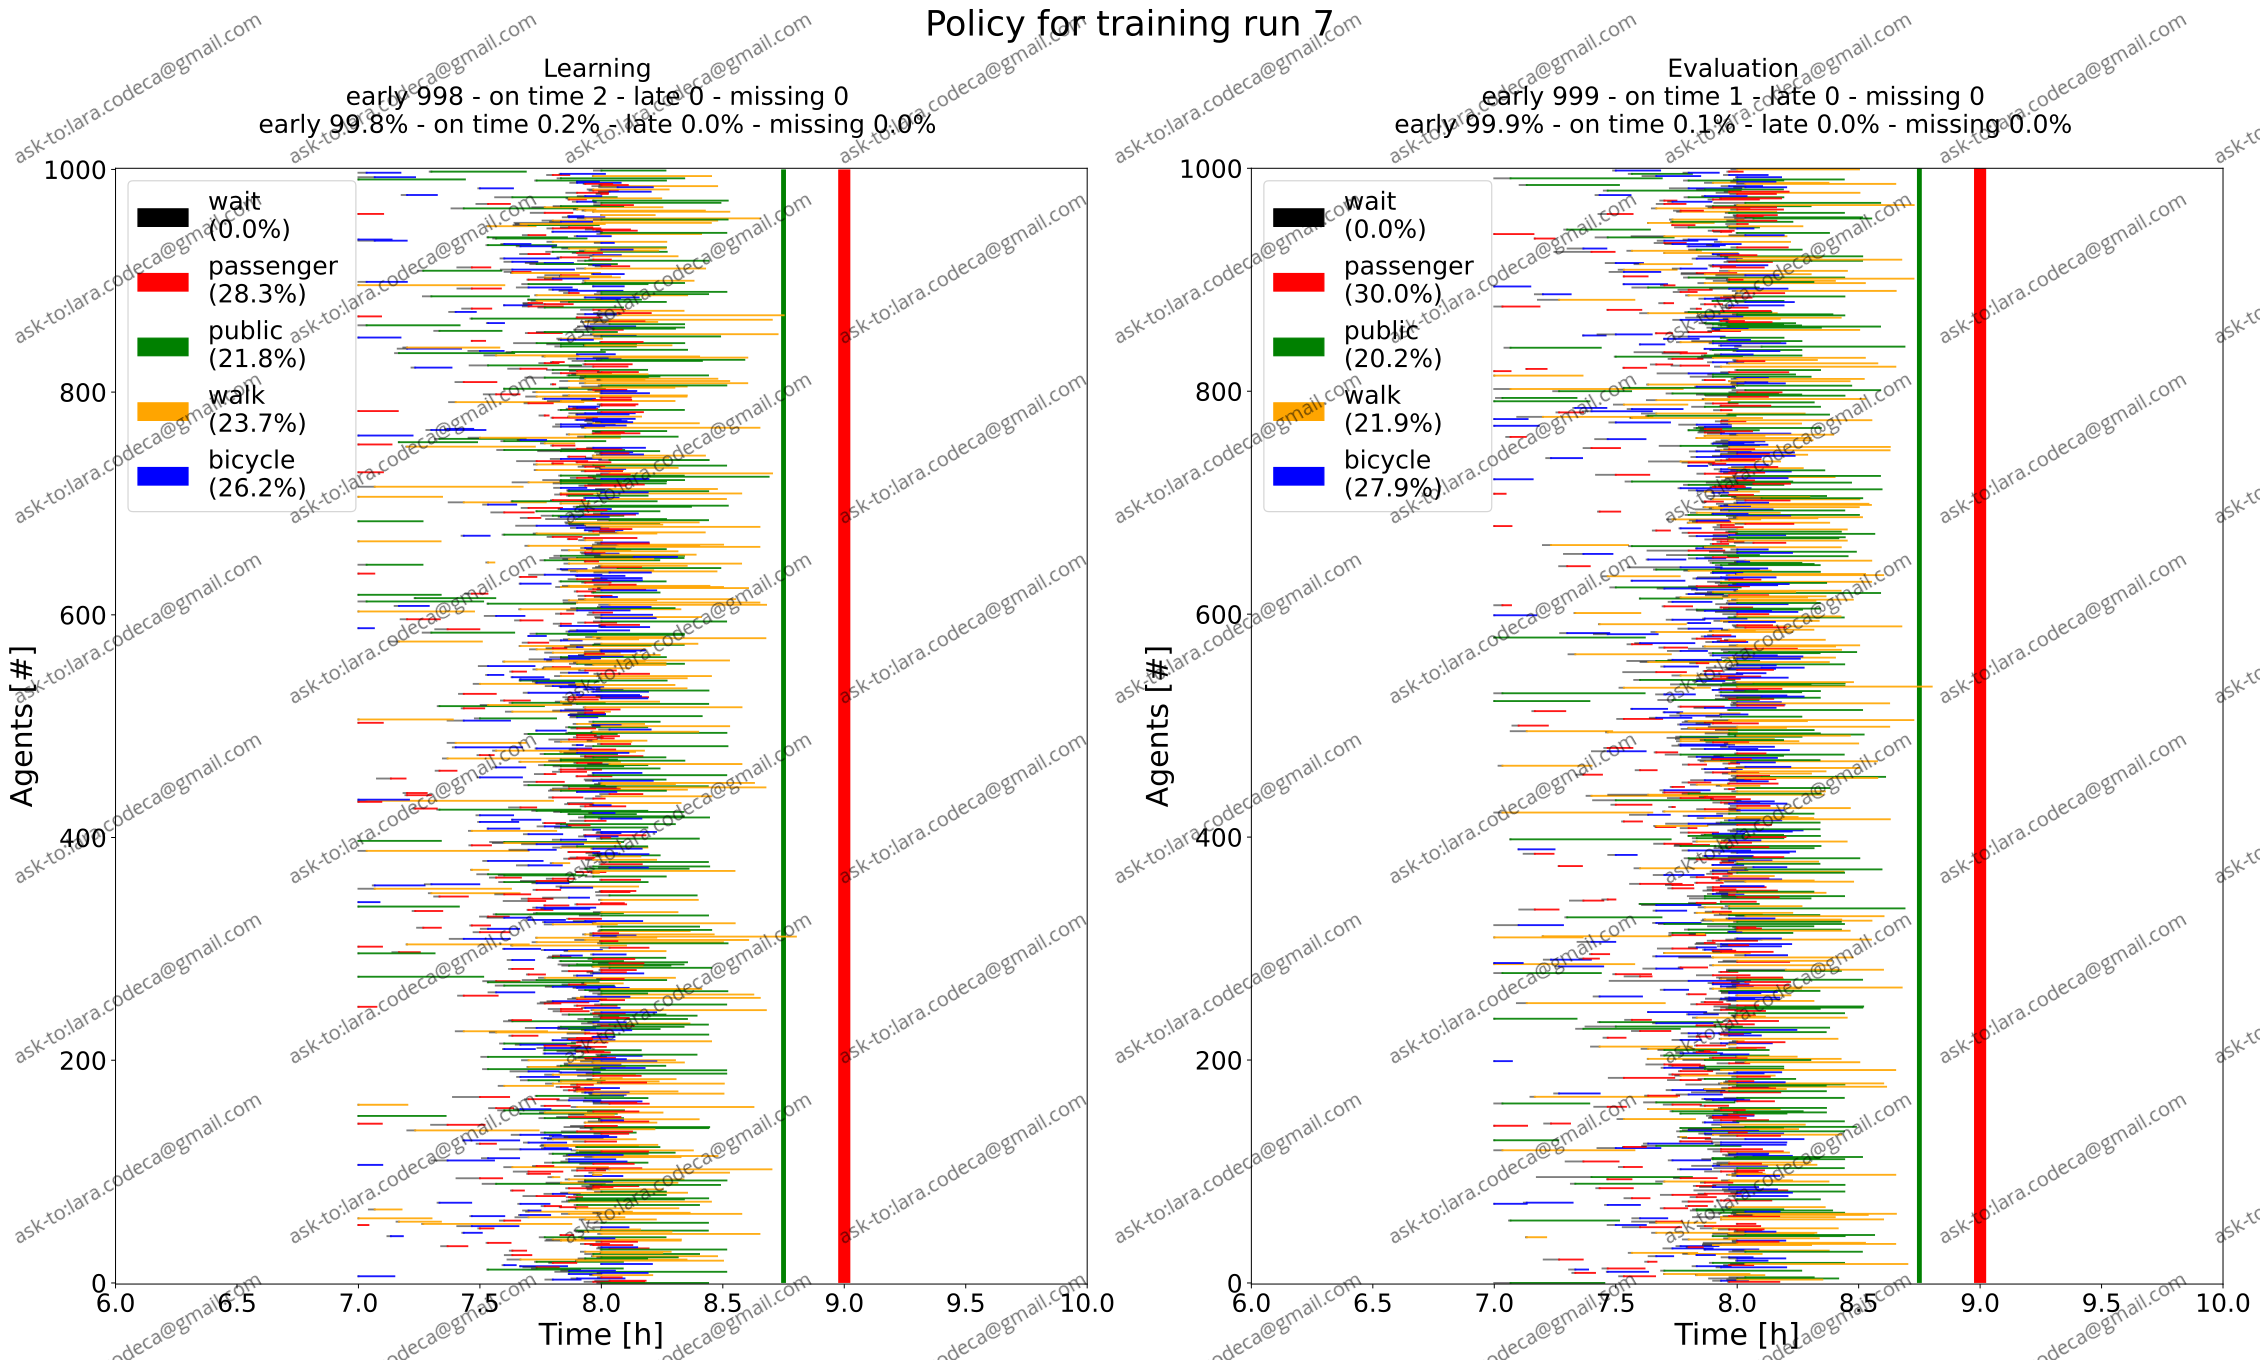 Policy for training run 7
Learning
early 998 - on time 2 - late 0 - missing 0
early 99.8% - on time 0.2% - late 0.0% - missing 0.0%
1000
800
600
400
200
0
Agents [#]
wait
(0.0%)
passenger
(28.3%)
public
(21.8%)
walk
(23.7%)
bicycle
(26.2%)
6.0 6.5 7.0 7.5 8.0 8.5 9.0 9.5 10.0
Time [h]
Evaluation
early 999 - on time 1 - late 0 - missing 0
early 99.9% - on time 0.1% - late 0.0% - missing 0.0%
1000
800
600
400
200
0
Agents [#]
wait
(0.0%)
passenger
(30.0%)
public
(20.2%)
walk
(21.9%)
bicycle
(27.9%)
6.0 6.5 7.0 7.5 8.0 8.5 9.0 9.5 10.0
Time [h]
ask-to:lara.codeca@gmail.com